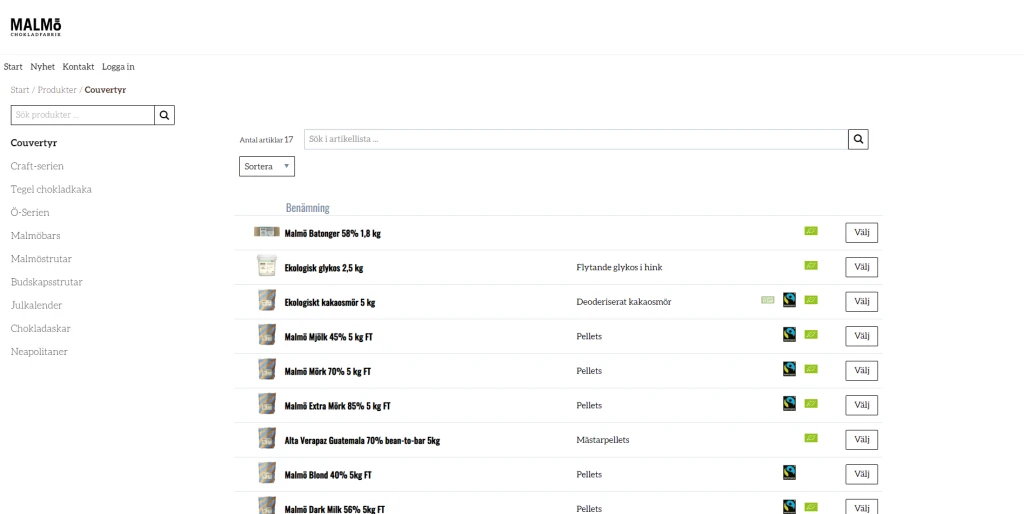 MALMö
CHOKLADFABRIK
Start Nyhet Kontakt Logga in
Start / Produkter / Couvertyr
Sök produkter ...
Couvertyr
Craft-serien
Tegel chokladkaka
Ö-Serien
Malmöbars
Malmöstrutar
Budskapsstrutar
Julkalender
Chokladaskar
Neapolitaner
Antal artiklar 17
Sök i artikellista ...
Sortera
Benämning
Malmö Batonger 58% 1,8 kg Välj
Ekologisk glykos 2,5 kg Flytande glykos i hink Välj
Ekologiskt kakaosmör 5 kg Deoderiserat kakaosmör Välj
Malmö Mjölk 45% 5 kg FT Pellets Välj
Malmö Mörk 70% 5 kg FT Pellets Välj
Malmö Extra Mörk 85% 5 kg FT Pellets Välj
Alta Verapaz Guatemala 70% bean-to-bar 5kg Mästarpellets Välj
Malmö Blond 40% 5kg FT Pellets Välj
Malmö Dark Milk 56% 5kg FT Pellets Välj